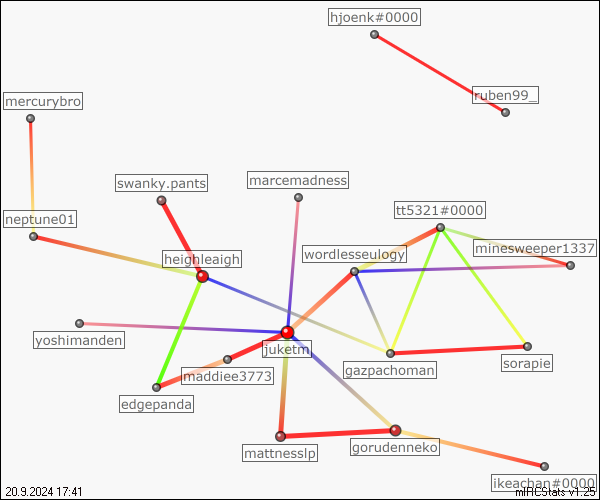 hjoenk#0000
ruben99_
mercurybro
swanky.pants
marcemadness
tt5321#0000
neptune01
minesweeper1337
heighleaigh
wordlesseulogy
yoshimanden
juketm
sorapie
gazpachoman
maddiee3773
edgepanda
gorudenneko
mattnesslp
ikeachan#0000
20.9.2024 17:41
mIRCStats v1.25